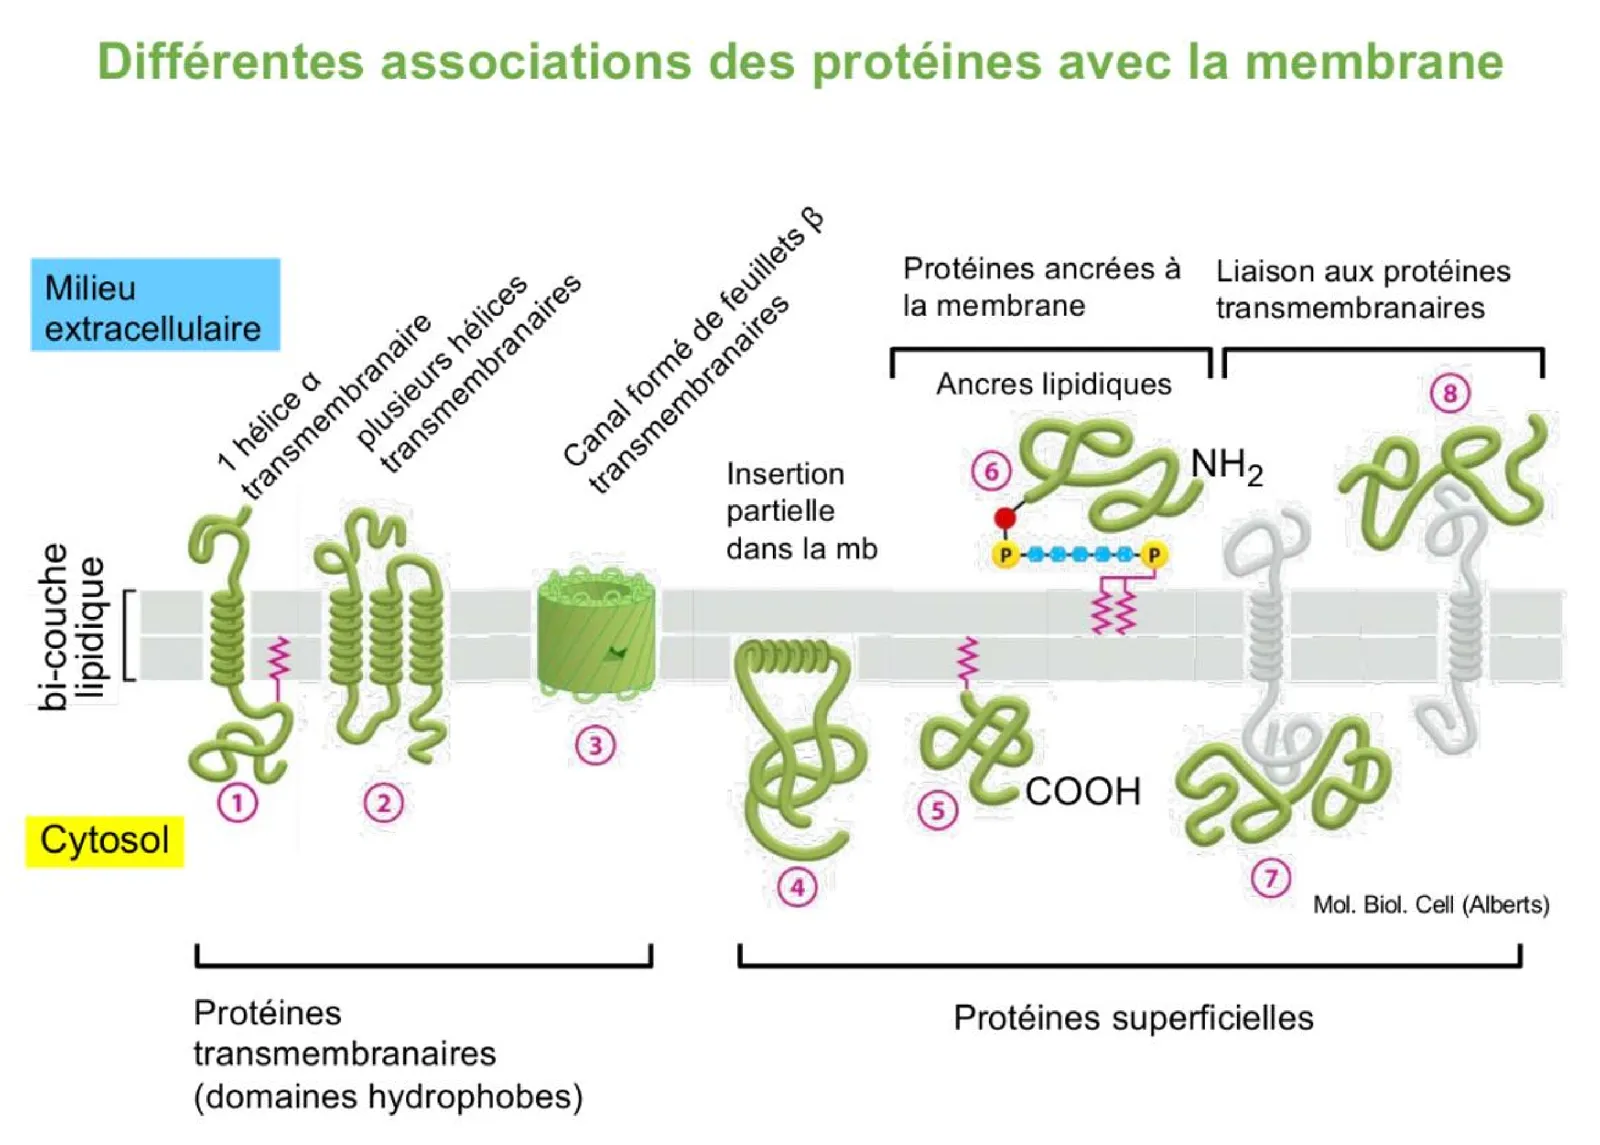 Différentes associations des protéines avec la membrane
Milieu
extracellulaire
1 hélice α
transmembranaire
plusieurs hélices
transmembranaires
Canal formé de feuillets β
transmembranaires
Insertion
partielle
dans la mb
Protéines ancrées à
la membrane
Ancres lipidiques
Liaison aux protéines
transmembranaires
8
6
NH2
P
P
bi-couche
lipidique
3
1
2
5
COOH
4
7
Cytosol
Mol. Biol. Cell (Alberts)
Protéines
transmembranaires
(domaines hydrophobes)
Protéines superficielles